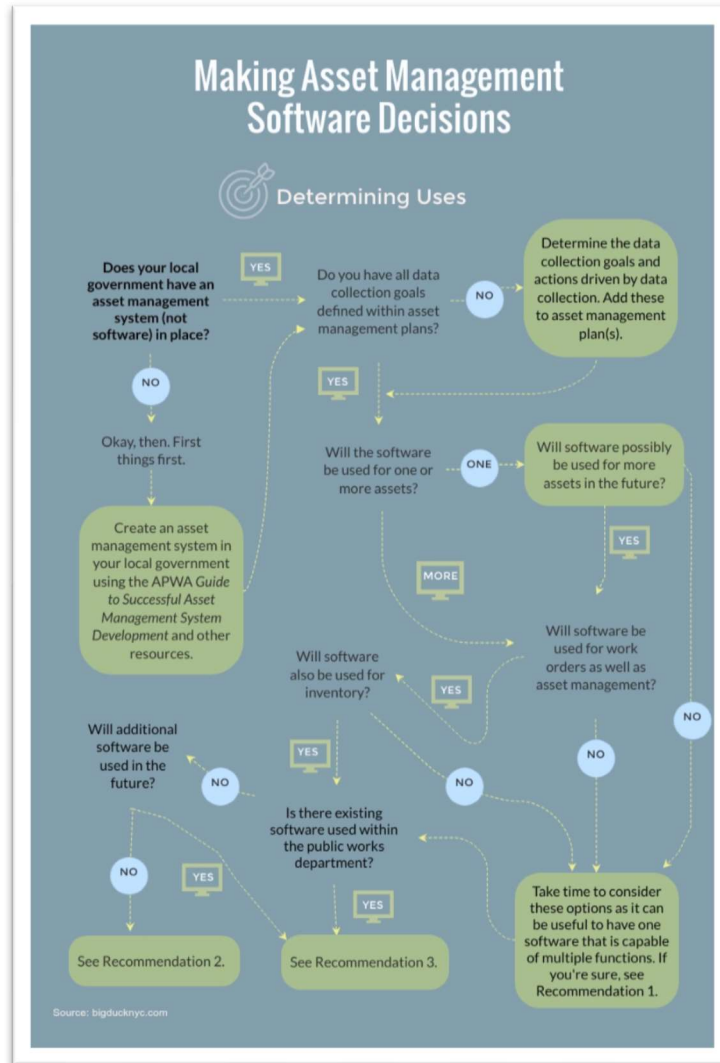 Making Asset Management
Software Decisions
Determining Uses
Does your local
government have an
asset management
system (not
software) in place?
YES
Do you have all data
collection goals
defined within asset
management plans?
NO
Determine the data
collection goals and
actions driven by data
collection. Add these
to asset management
plan(s).
NO
YES
Okay, then. First
things first.
Will the software
be used for one or
more assets?
ONE
Will software possibly
be used for more
assets in the future?
Create an asset
management system in
your local government
using the APWA Guide
to Successful Asset
Management System
Development and other
resources.
MORE
YES
Will software
also be used for
inventory?
YES
Will software be
used for work
orders as well as
asset management?
NO
Will additional
software be
used in the
future?
NO
YES
NO
NO
Is there existing
software used within
the public works
department?
NO
YES
YES
Take time to consider
these options as it can
be useful to have one
software that is capable
of multiple functions. If
you're sure, see
Recommendation 1.
See Recommendation 2.
See Recommendation 3.
Source: bigducknyc.com